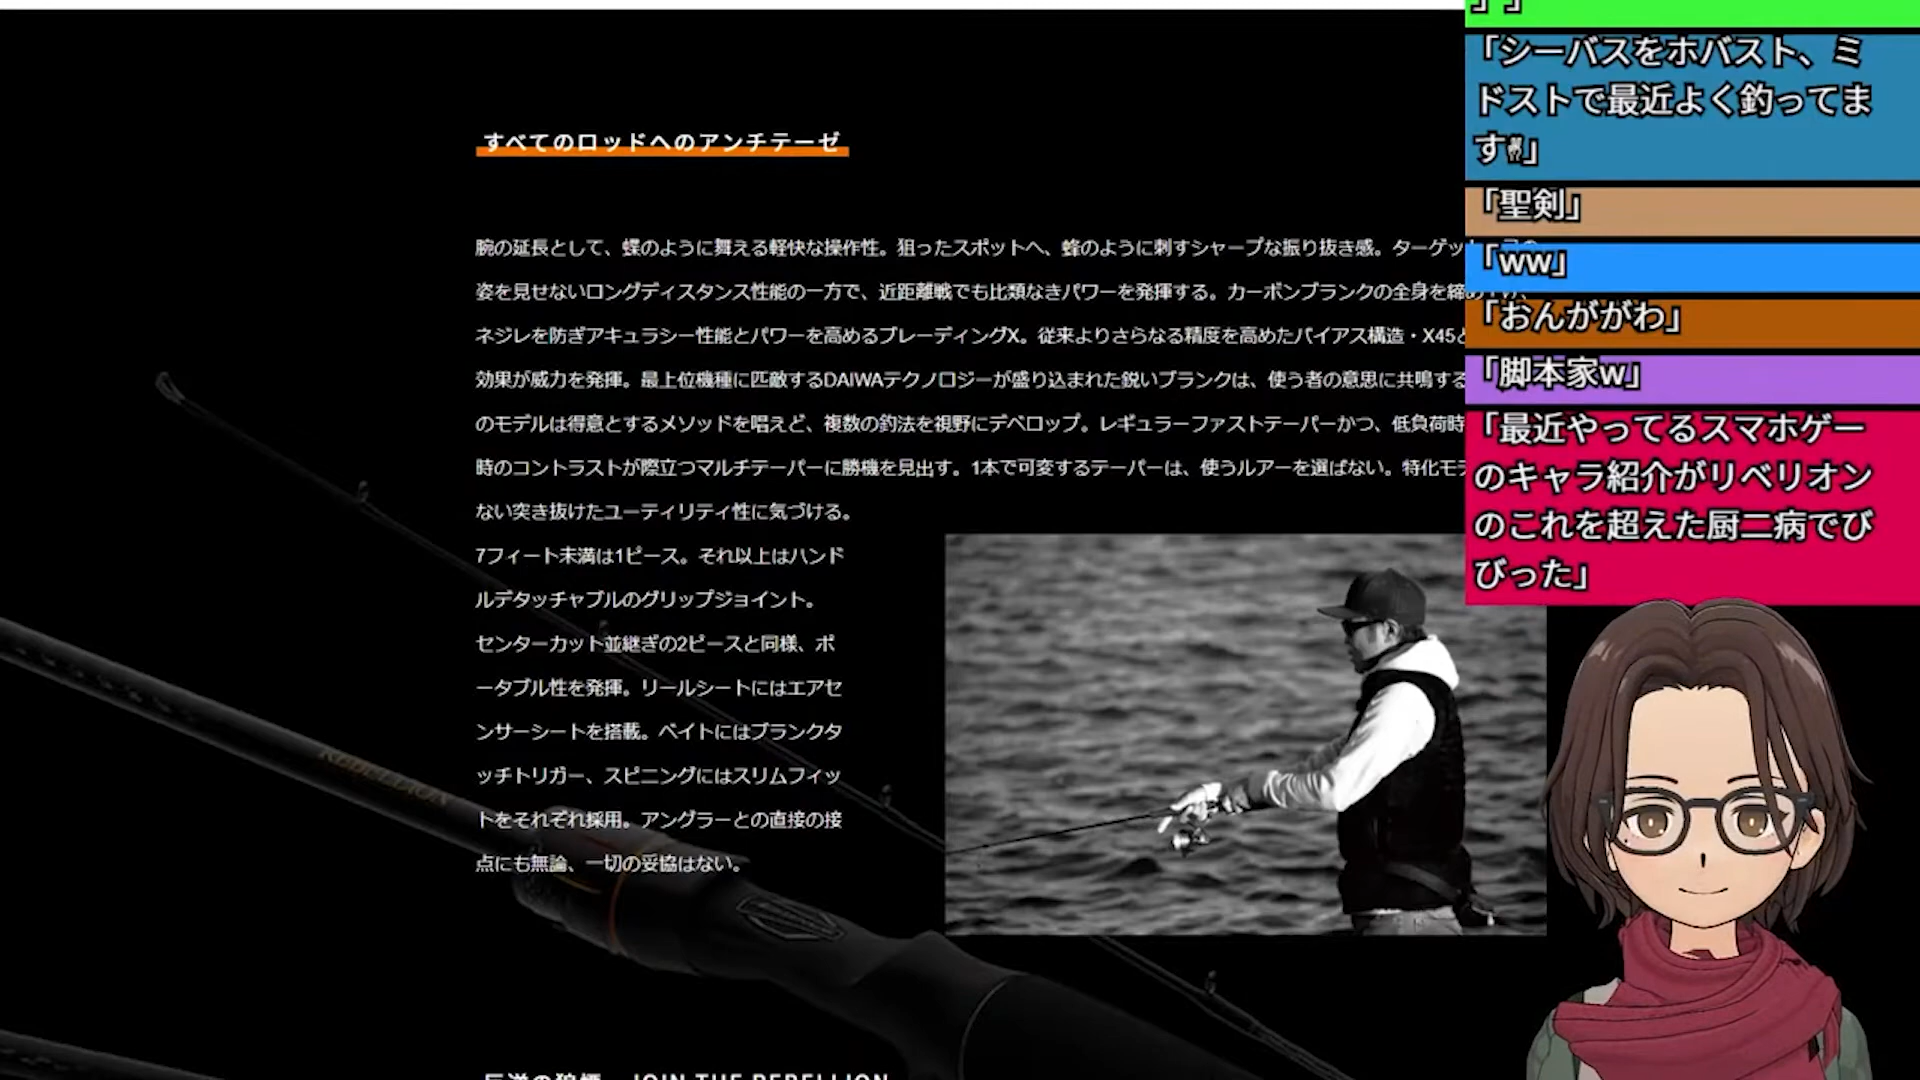 すべてのロッドへのアンチテーゼ
腕の延長として、蝶のように舞える軽快な操作性。狙ったスポットへ、蜂のように刺すシャープな振り抜き感。ターゲッ
姿を見せないロングディスタンス性能の一方で、近距離戦でも比類なきパワーを発揮する。カーボンブランクの全身を締め
ネジレを防ぎアキュラシー性能とパワーを高めるブレーディングX。従来よりさらなる精度を高めたバイアス構造・X45と
効果が威力を発揮。最上位機種に匹敵するDAIWAテクノロジーが盛り込まれた鋭いブランクは、使う者の意思に共鳴する
のモデルは得意とするメソッドを唱えど、複数の釣法を視野にデベロップ。レギュラーファストテーパーかつ、低負荷時
時のコントラストが際立つマルチテーパーに勝機を見出す。1本で可変するテーパーは、使うルアーを選ばない。特化モデ
ない突き抜けたユーティリティ性に気づける。
7フィート未満は1ピース。それ以上はハンド
ルデタッチャブルのグリップジョイント。
センターカット並継ぎの2ピースと同様、ポ
ータブル性を発揮。リールシートにはエアセ
ンサーシートを搭載。ベイトにはブランクタ
ッチトリガー、スピニングにはスリムフィッ
トをそれぞれ採用。アングラーとの直接の接
点にも無論、一切の妥協はない。
REBELLION
反逆の狼煙 JOIN THE REBELLION
」」
「シーバスをホバスト、ミ
ドストで最近よく釣ってま
す✌」
「聖剣」
「ww」
「おんががわ」
「脚本家w」
「最近やってるスマホゲー
のキャラ紹介がリベリオン
のこれを超えた厨二病でび
びった」